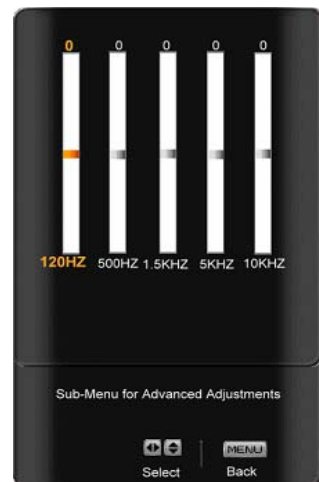 0 0 0 0 0
120HZ 500HZ 1.5KHZ 5KHZ 10KHZ
Sub-Menu for Advanced Adjustments
MENU
Select Back